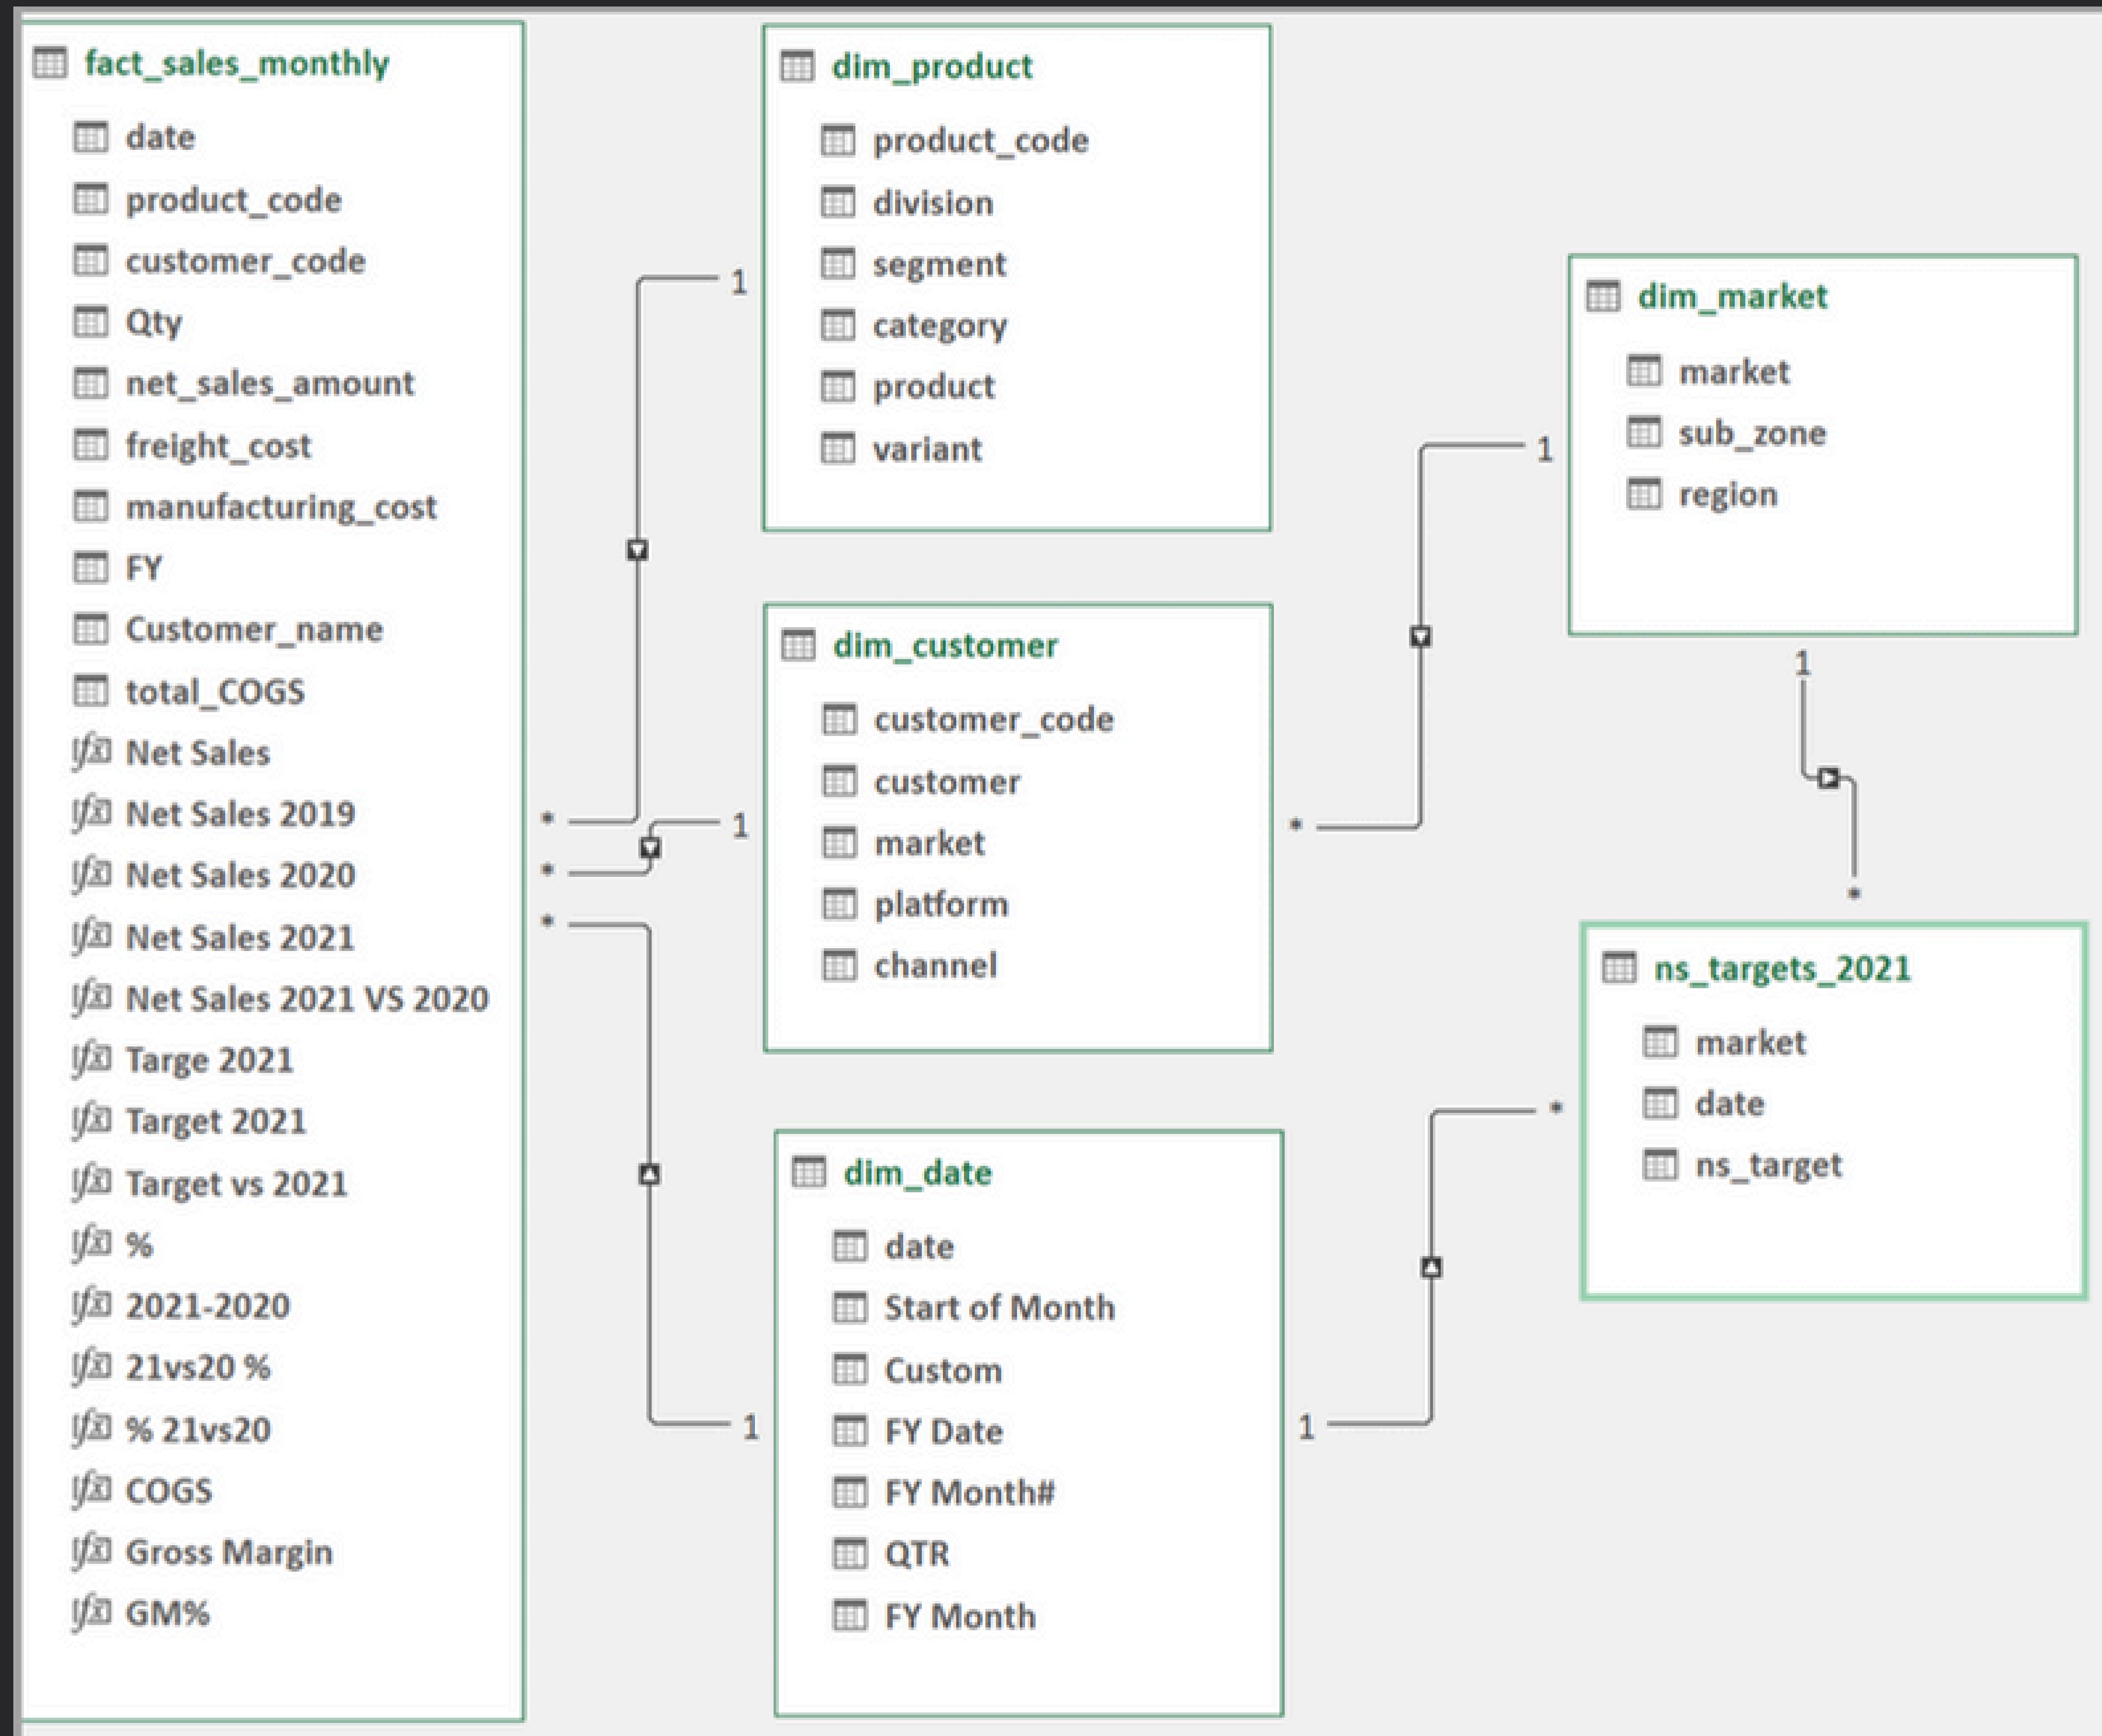 fact_sales_monthly
date
product_code
customer_code
Qty
net_sales_amount
freight_cost
manufacturing_cost
FY
Customer_name
total_COGS
Net Sales
Net Sales 2019
Net Sales 2020
Net Sales 2021
Net Sales 2021 VS 2020
Targe 2021
Target 2021
Target vs 2021
%
2021-2020
21vs20 %
% 21vs20
COGS
Gross Margin
GM%
*
*
*
1
1
1
dim_product
product_code
division
segment
category
product
variant
dim_customer
customer_code
customer
market
platform
channel
dim_date
date
Start of Month
Custom
FY Date
FY Month#
QTR
FY Month
*
1
1
*
dim_market
market
sub_zone
region
1
*
ns_targets_2021
market
date
ns_target